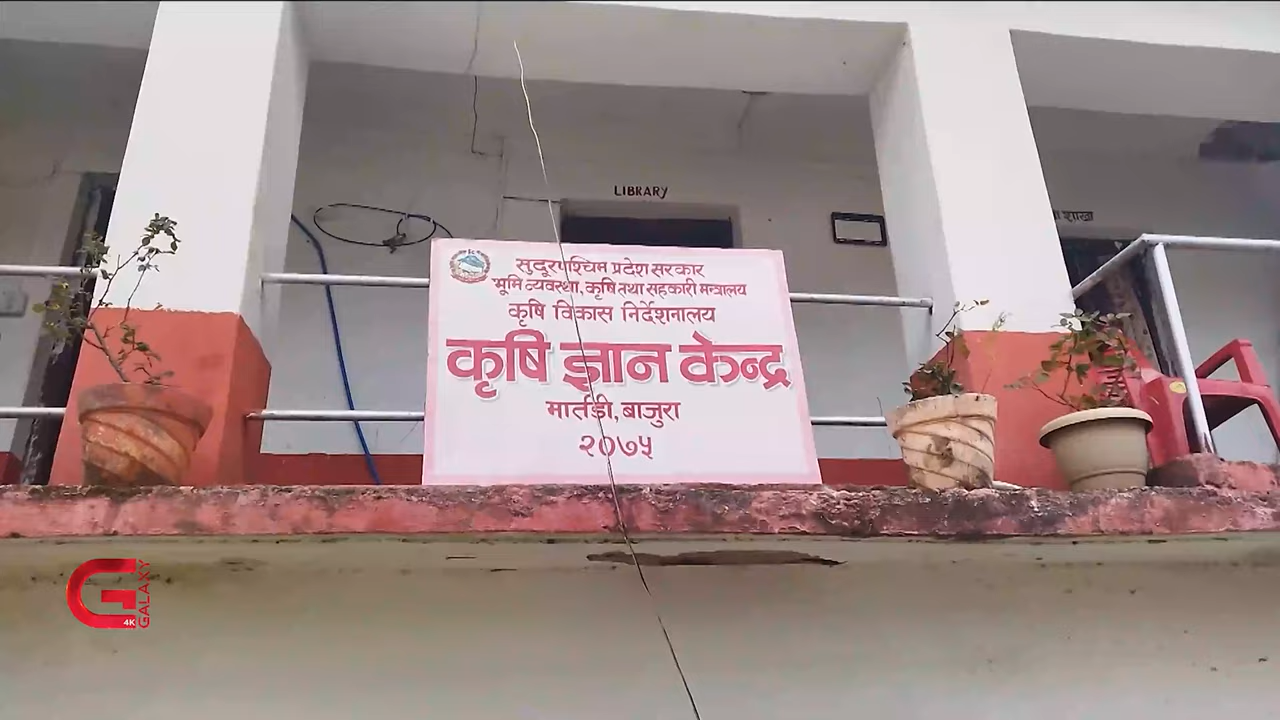 LIBRARY
शाखा
सुदूरपश्चिम प्रदेश सरकार
भूमि व्यवस्था, कृषि तथा सहकारी मन्त्रालय
कृषि विकास निर्देशनालय
कृषि ज्ञान केन्द्र
मार्तडी, बाजुरा
२०७५
GALAXY
4K